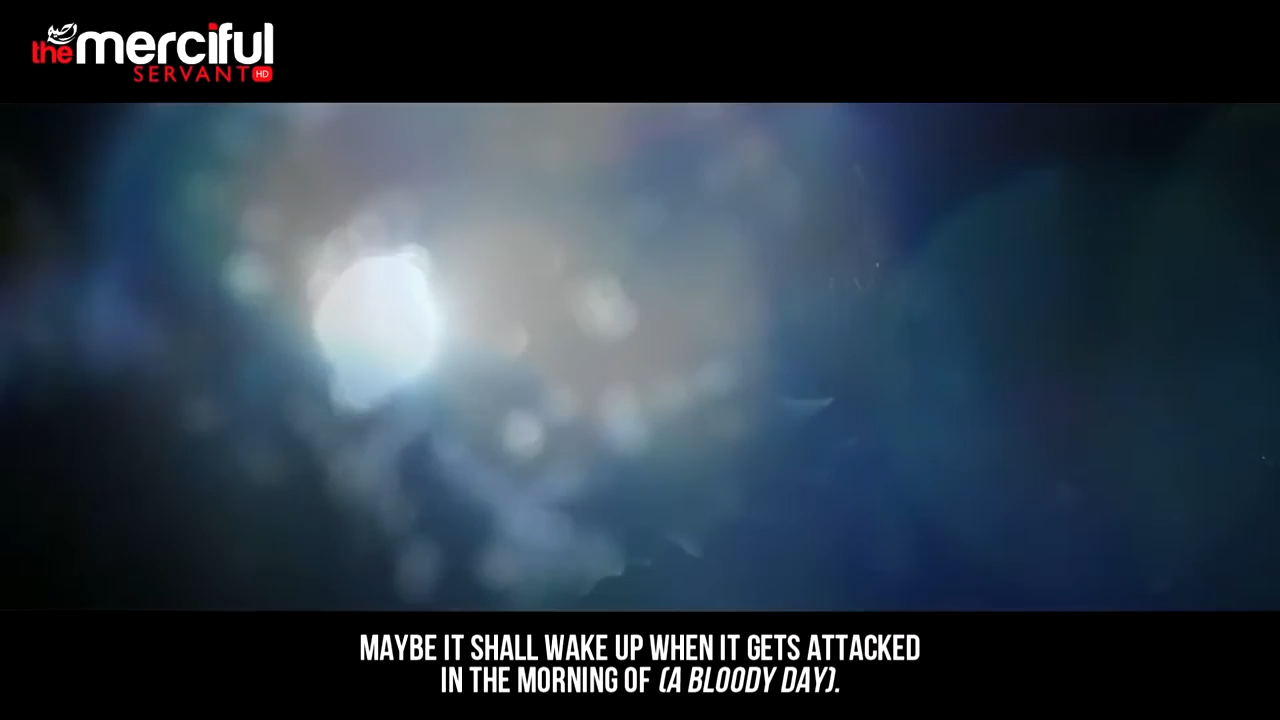 the merciful
SERVANT HD
MAYBE IT SHALL WAKE UP WHEN IT GETS ATTACKED
IN THE MORNING OF (A BLOODY DAY).